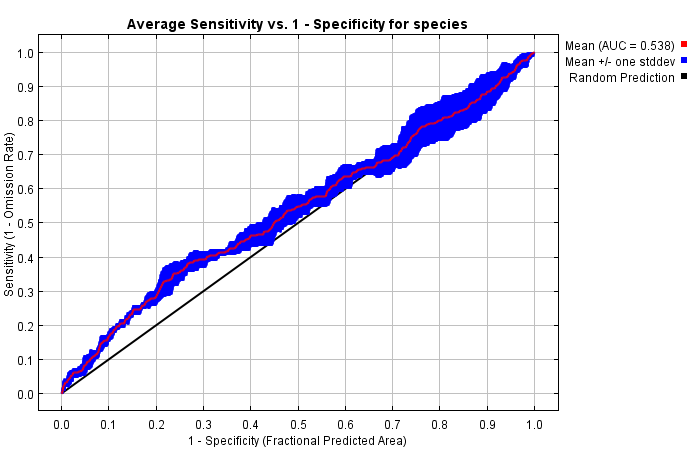 Average Sensitivity vs. 1 - Specificity for species
Mean (AUC = 0.538)
Mean +/- one stddev
Random Prediction
Sensitivity (1 - Omission Rate)
1.0
0.9
0.8
0.7
0.6
0.5
0.4
0.3
0.2
0.1
0.0
0.0 0.1 0.2 0.3 0.4 0.5 0.6 0.7 0.8 0.9 1.0
1 - Specificity (Fractional Predicted Area)